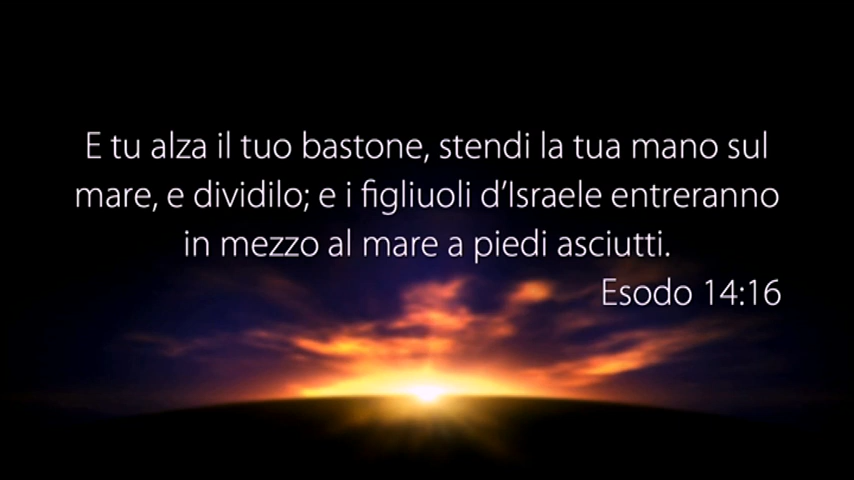 E tu alza il tuo bastone, stendi la tua mano sul
mare, e dividilo; e i figliuoli d’Israele entreranno
in mezzo al mare a piedi asciutti.
Esodo 14:16